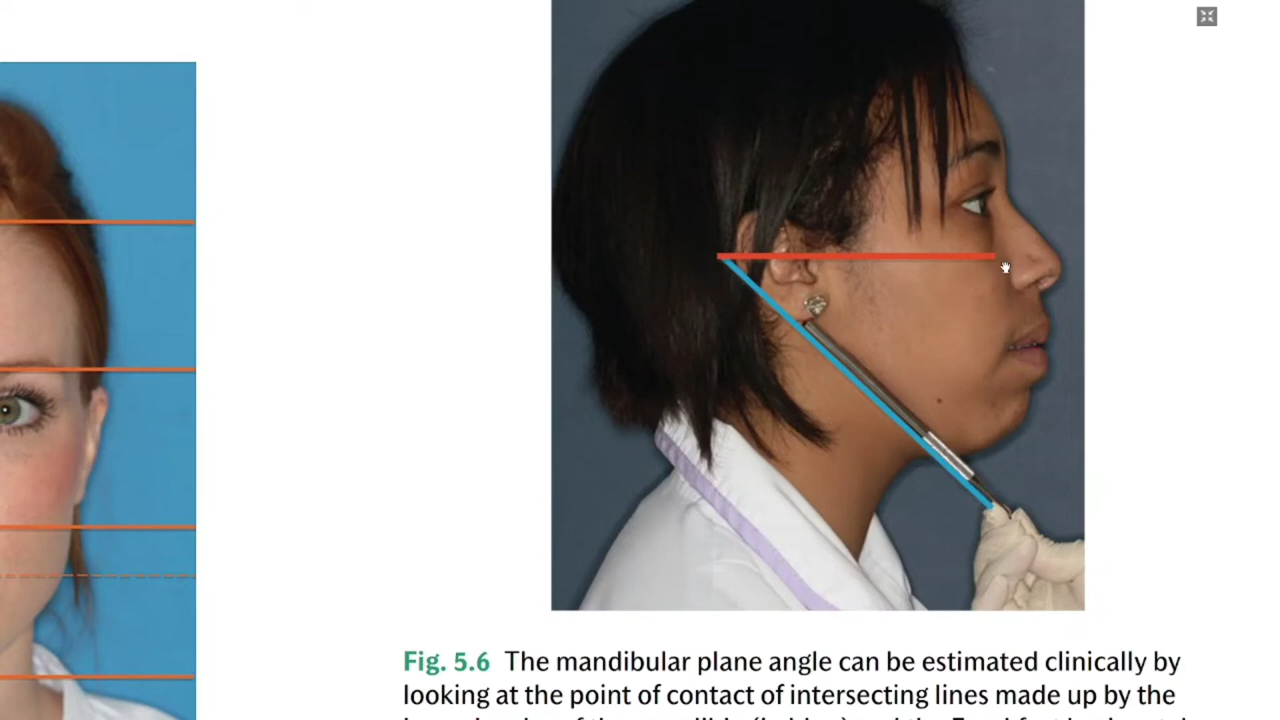 Fig. 5.6 The mandibular plane angle can be estimated clinically by
looking at the point of contact of intersecting lines made up by the